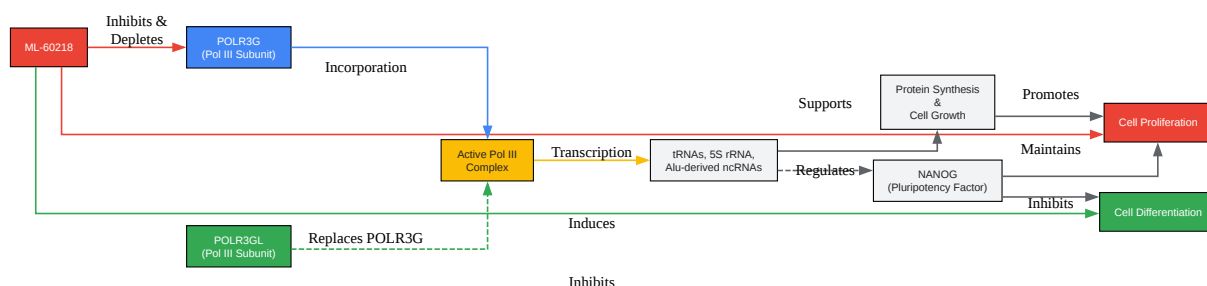 Inhibits &
Depletes
ML-60218
POLR3G
(Pol III Subunit)
Incorporation
Protein Synthesis
&
Cell Growth
Supports
Promotes
Cell Proliferation
Active Pol III
Complex
Transcription
tRNAs, 5S rRNA,
Alu-derived ncRNAs
Maintains
Regulates
NANOG
(Pluripotency Factor)
Inhibits
Cell Differentiation
Induces
POLR3GL
(Pol III Subunit)
Replaces POLR3G
Inhibits